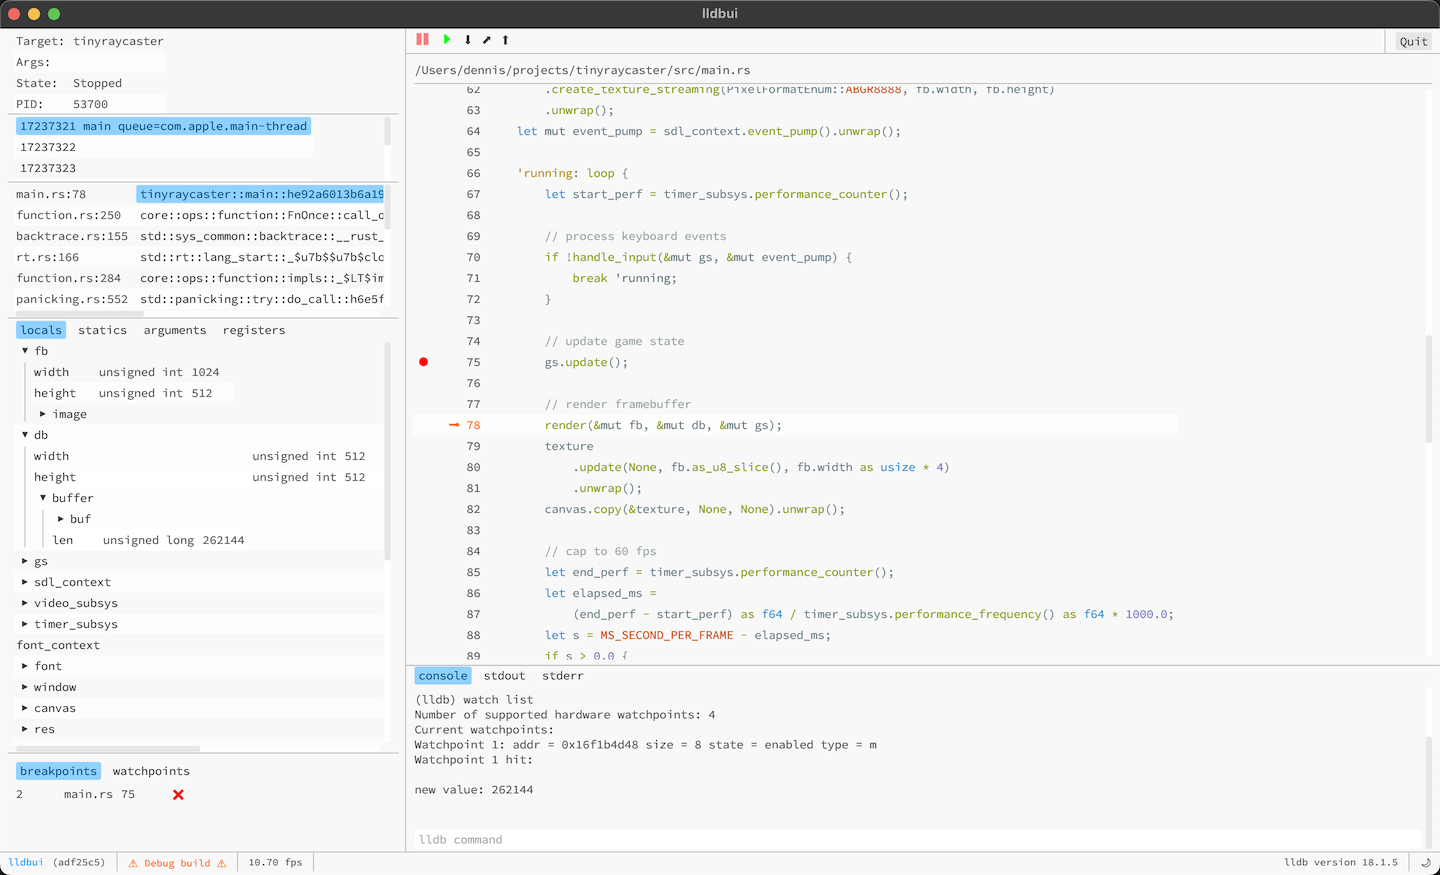 lldbui
Target: tinyraycaster
Args:
State: Stopped
PID: 53700
17237321 main queue=com.apple.main-thread
17237322
17237323
main.rs:78 tinyraycaster::main::he92a6013b6a19
function.rs:250 core::ops::function::FnOnce::call_o
backtrace.rs:155 std::sys_common::backtrace::__rust_
rt.rs:166 std::rt::lang_start::_$u7b$$u7b$clo
function.rs:284 core::ops::function::impls::_$LT$im
panicking.rs:552 std::panicking::try::do_call::h6e5f
locals statics arguments registers
▼ fb
width unsigned int 1024
height unsigned int 512
▶ image
▼ db
width unsigned int 512
height unsigned int 512
▼ buffer
▶ buf
len unsigned long 262144
▶ gs
▶ sdl_context
▶ video_subsys
▶ timer_subsys
font_context
▶ font
▶ window
▶ canvas
▶ res
breakpoints watchpoints
2 main.rs 75 ❌
Quit
/Users/dennis/projects/tinyraycaster/src/main.rs
62 .create_texture_streaming(PixelFormatEnum::ABGR8888, fb.width, fb.height)
63 .unwrap();
64 let mut event_pump = sdl_context.event_pump().unwrap();
65
66 'running: loop {
67 let start_perf = timer_subsys.performance_counter();
68
69 // process keyboard events
70 if !handle_input(&mut gs, &mut event_pump) {
71 break 'running;
72 }
73
74 // update game state
75 gs.update();
76
77 // render framebuffer
→ 78 render(&mut fb, &mut db, &mut gs);
79 texture
80 .update(None, fb.as_u8_slice(), fb.width as usize * 4)
81 .unwrap();
82 canvas.copy(&texture, None, None).unwrap();
83
84 // cap to 60 fps
85 let end_perf = timer_subsys.performance_counter();
86 let elapsed_ms =
87 (end_perf - start_perf) as f64 / timer_subsys.performance_frequency() as f64 * 1000.0;
88 let s = MS_SECOND_PER_FRAME - elapsed_ms;
89 if s > 0.0 {
console stdout stderr
(lldb) watch list
Number of supported hardware watchpoints: 4
Current watchpoints:
Watchpoint 1: addr = 0x16f1b4d48 size = 8 state = enabled type = m
Watchpoint 1 hit:
new value: 262144
lldb command
lldbui (adf25c5) ⚠ Debug build ⚠ 10.70 fps lldb version 18.1.5